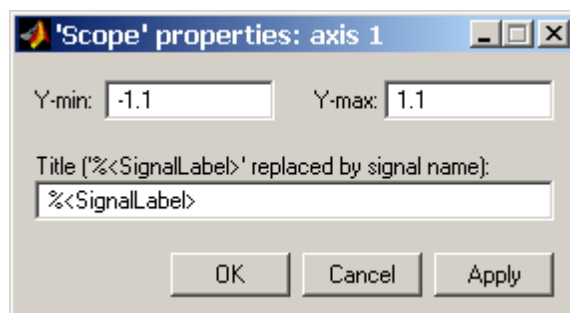 'Scope' properties: axis 1
Y-min: -1.1 Y-max: 1.1
Title ('%<SignalLabel>' replaced by signal name):
%<SignalLabel>
OK Cancel Apply